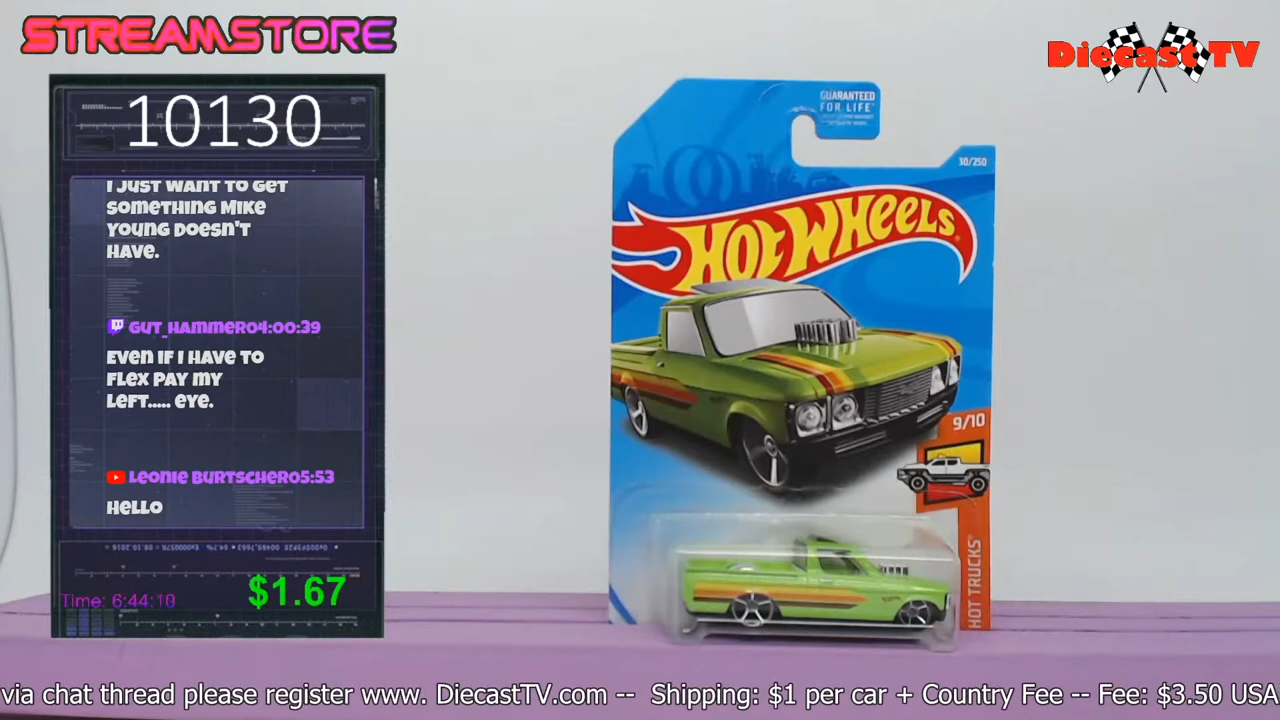 STREAMSTORE
Diecast TV
10130
I just want to get
something Mike
Young doesn't
have.
Gut_Hammer04:00:39
Even if I have to
flex pay my
left..... eye.
Leonie Burtscher05:53
Hello
Time: 6:44:10
$1.67
GUARANTEED
FOR LIFE
30/250
HOT WHEELS
9/10
HOT TRUCKS
via chat thread please register www. DiecastTV.com -- Shipping: $1 per car + Country Fee -- Fee: $3.50 USA